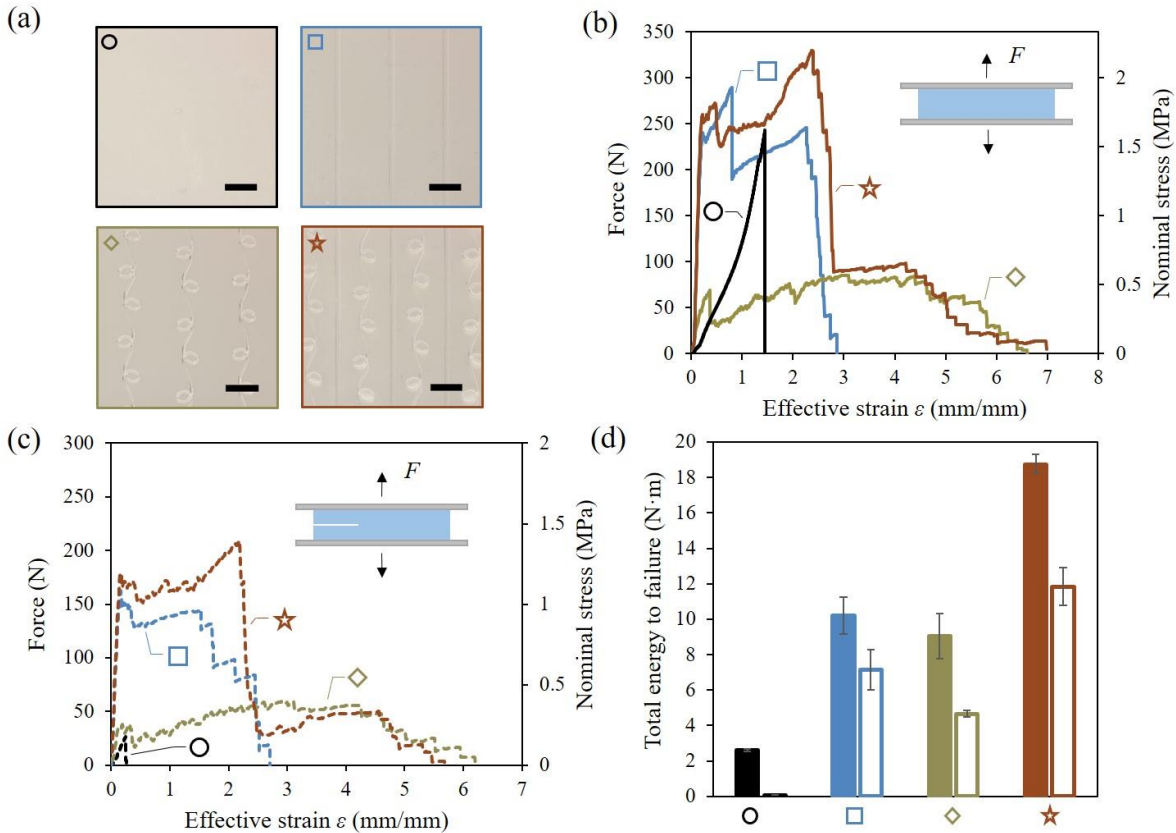 (a)
(b)
350
300
250
200
150
100
50
0
Force (N)
0 1 2 3 4 5 6 7 8
Effective strain ε (mm/mm)
2
1.5
1
0.5
0
Nominal stress (MPa)
F
(c)
300
250
200
150
100
50
0
Force (N)
0 1 2 3 4 5 6 7
Effective strain ε (mm/mm)
2
1.5
1
0.5
0
Nominal stress (MPa)
F
(d)
20
18
16
14
12
10
8
6
4
2
0
Total energy to failure (N·m)